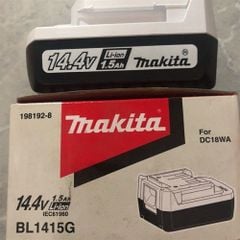 14.4V Li-ion 1.5Ah makita
198192-8
makita
For
DC18WA
14.4V 1.5Ah Li-ion
IEC61960
BL1415G